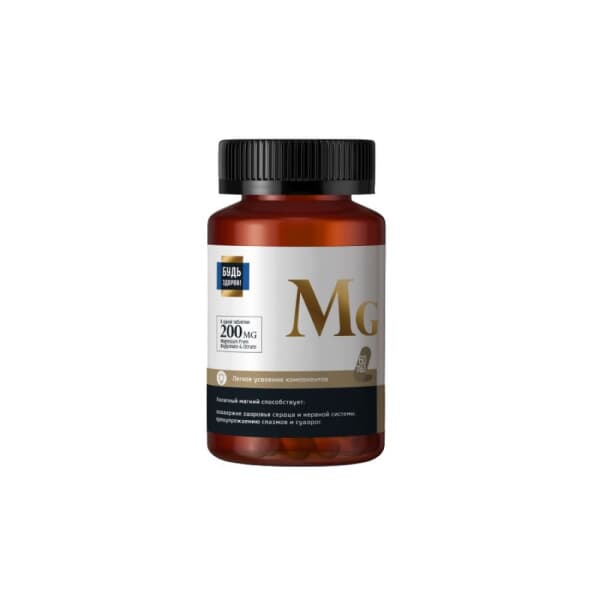 БУДЬ
ЗДОРОВ!
MG
В одной таблетке
200 MG
Magnesium From
Bisglycinate & Citrate
Легкое усвоение компонентов
Хелатный магний способствует:
поддержке здоровья сердца и нервной системы,
предупреждению спазмов и судорог.